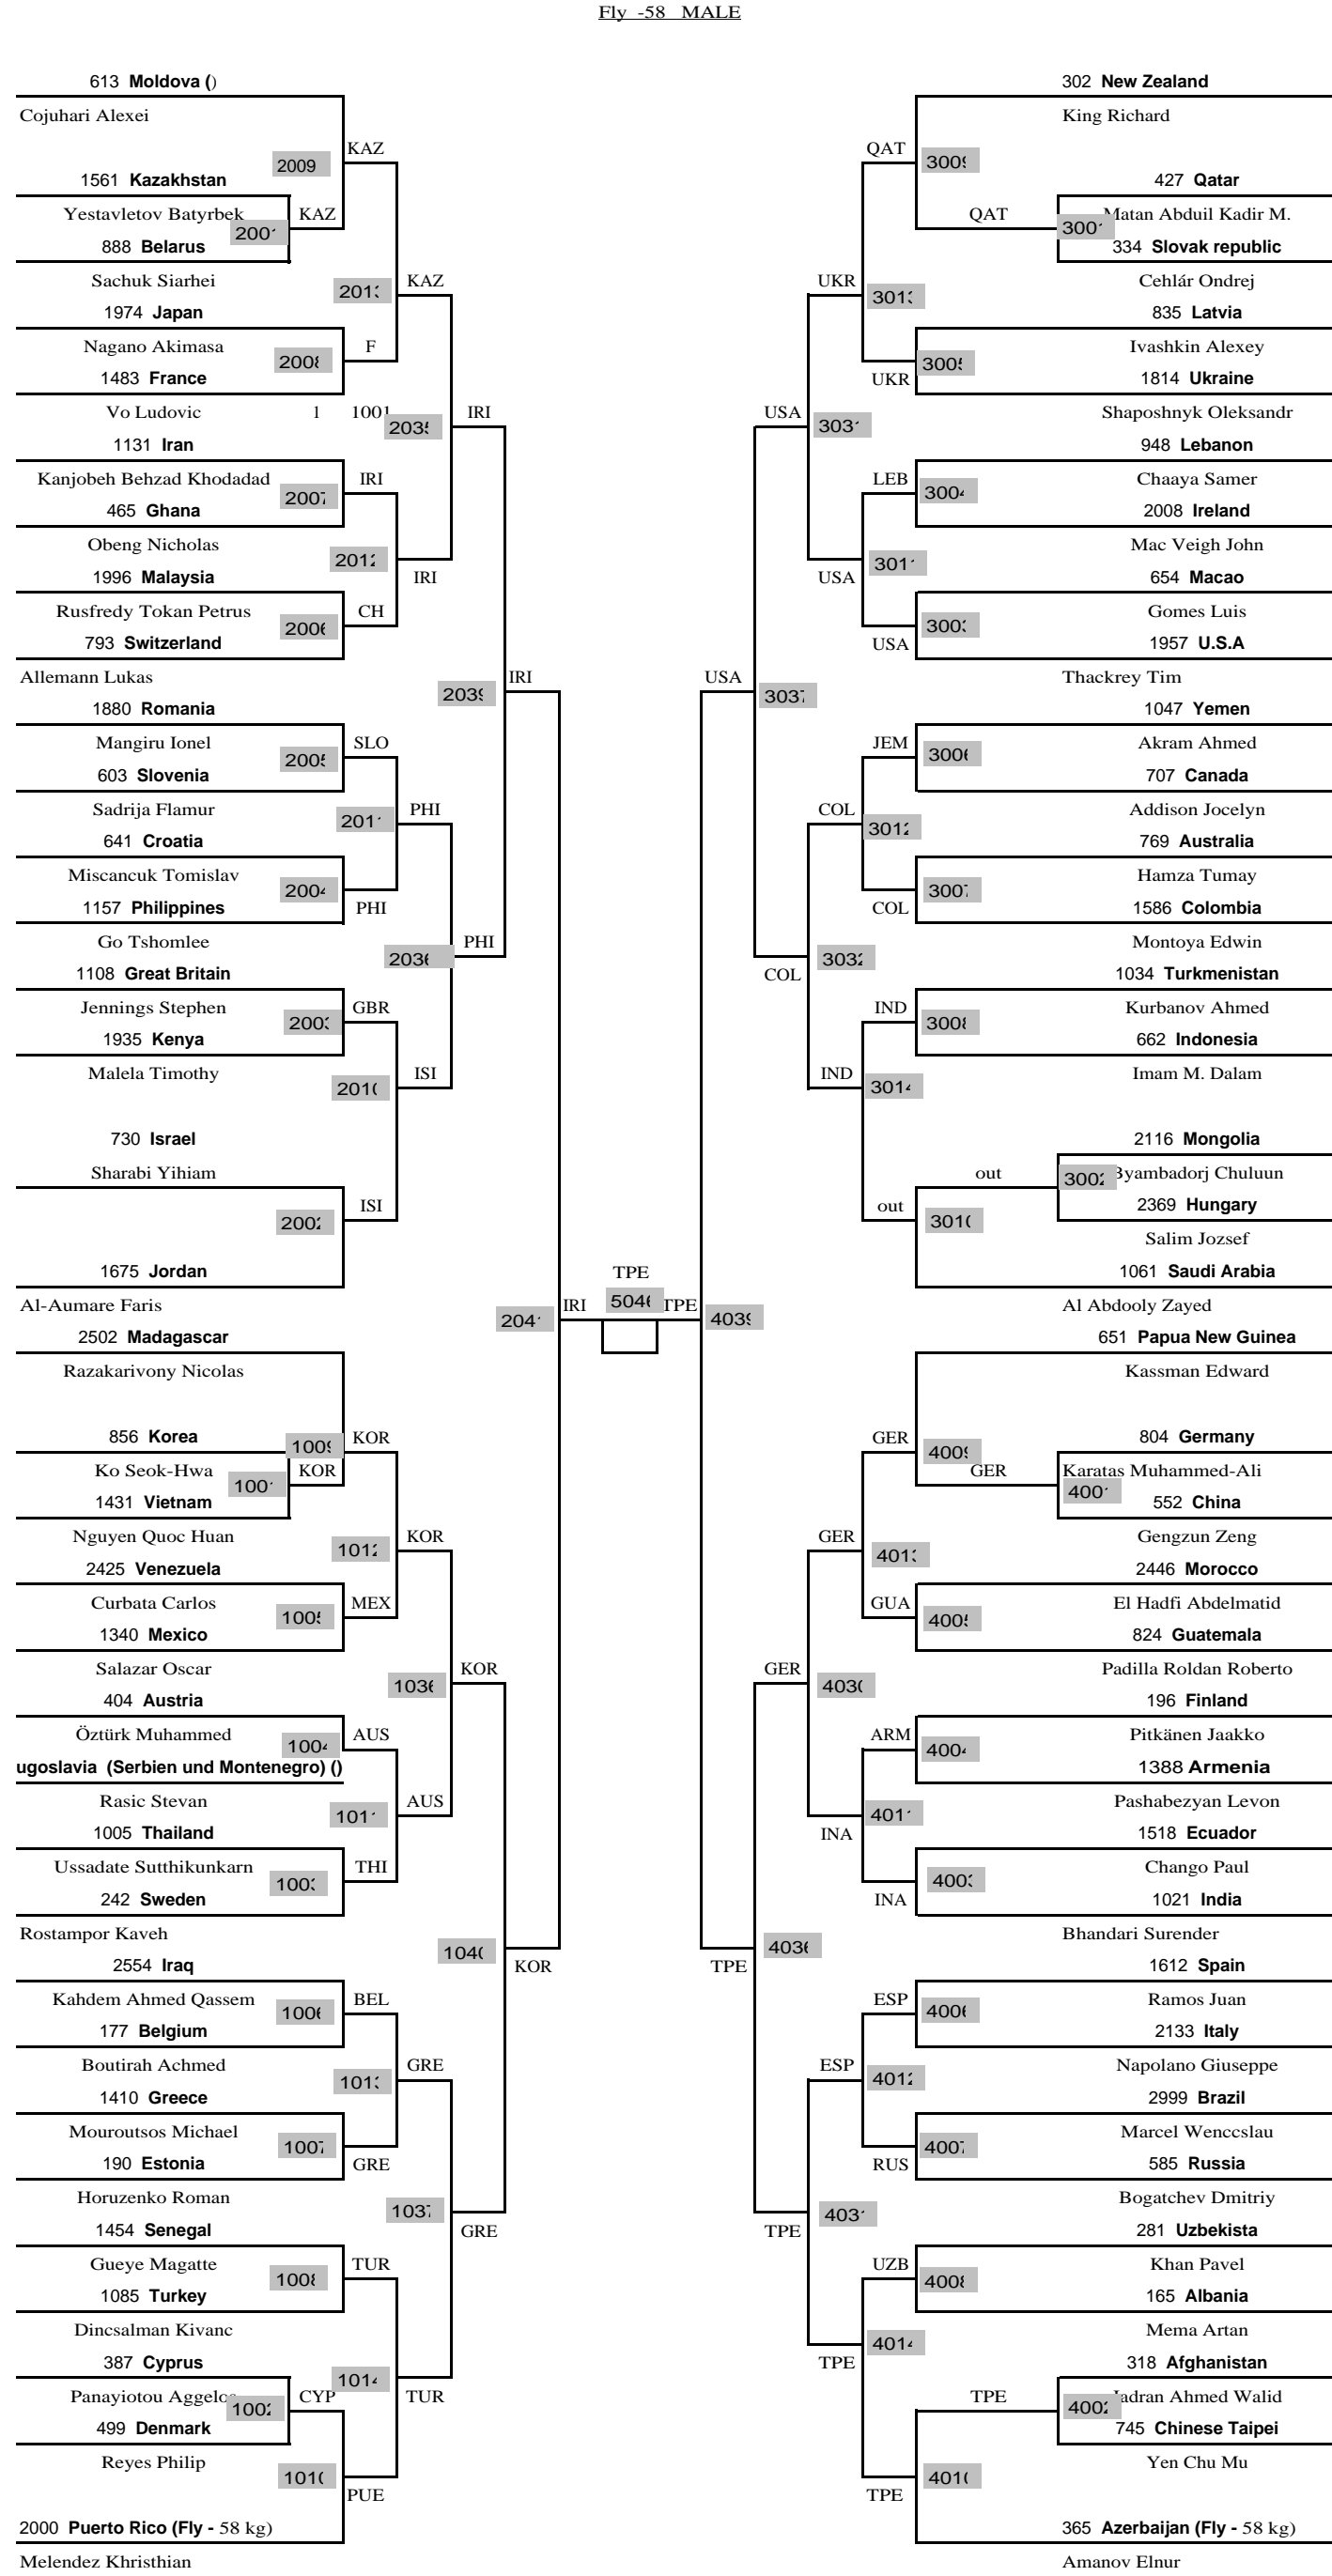 Fly -58 MALE
613 Moldova ()
Cojuhari Alexei
KAZ
2009
1561 Kazakhstan
Yestavletov Batyrbek
KAZ
888 Belarus
Sachuk Siarhei
KAZ
1974 Japan
Nagano Akimasa
F
1483 France
Vo Ludovic 1 1001
IRI
1131 Iran
Kanjobeh Behzad Khodadad
IRI
465 Ghana
Obeng Nicholas
IRI
1996 Malaysia
Rusfredy Tokan Petrus
CH
793 Switzerland
Allemann Lukas
IRI
1880 Romania
Mangiru Ionel
SLO
603 Slovenia
Sadrija Flamur
PHI
641 Croatia
Miscancuk Tomislav
PHI
1157 Philippines
Go Tshomlee
PHI
1108 Great Britain
Jennings Stephen
GBR
1935 Kenya
Malela Timothy
ISI
730 Israel
Sharabi Yihiam
ISI
1675 Jordan
Al-Aumare Faris
IRI
TPE
TPE
2502 Madagascar
Razakarivony Nicolas
856 Korea
KOR
Ko Seok-Hwa
KOR
1431 Vietnam
Nguyen Quoc Huan
KOR
2425 Venezuela
Curbata Carlos
MEX
1340 Mexico
Salazar Oscar
KOR
404 Austria
Öztürk Muhammed
AUS
ugoslavia (Serbien und Montenegro) ()
Rasic Stevan
AUS
1005 Thailand
Ussadate Sutthikunkarn
THI
242 Sweden
Rostampor Kaveh
KOR
2554 Iraq
Kahdem Ahmed Qassem
BEL
177 Belgium
Boutirah Achmed
GRE
1410 Greece
Mouroutsos Michael
GRE
190 Estonia
Horuzenko Roman
GRE
1454 Senegal
Gueye Magatte
TUR
1085 Turkey
Dincsalman Kivanc
387 Cyprus
TUR
Panayiotou
CYP
499 Denmark
Reyes Philip
PUE
2000 Puerto Rico (Fly - 58 kg)
Melendez Khristhian
302 New Zealand
King Richard
QAT
427 Qatar
QAT
Matan Abduil Kadir M.
334 Slovak republic
Cehlár Ondrej
UKR
835 Latvia
Ivashkin Alexey
UKR
1814 Ukraine
Shaposhnyk Oleksandr
USA
948 Lebanon
Chaaya Samer
LEB
2008 Ireland
Mac Veigh John
USA
654 Macao
Gomes Luis
USA
1957 U.S.A
Thackrey Tim
USA
1047 Yemen
Akram Ahmed
JEM
707 Canada
Addison Jocelyn
COL
769 Australia
Hamza Tumay
COL
1586 Colombia
Montoya Edwin
COL
1034 Turkmenistan
Kurbanov Ahmed
IND
662 Indonesia
Imam M. Dalam
IND
2116 Mongolia
out
Byambadorj Chuluun
out
2369 Hungary
Salim Jozsef
1061 Saudi Arabia
Al Abdooly Zayed
651 Papua New Guinea
Kassman Edward
GER
804 Germany
GER
Karatas Muhammed-Ali
552 China
Gengzun Zeng
GER
2446 Morocco
El Hadfi Abdelmatid
GUA
824 Guatemala
Padilla Roldan Roberto
GER
196 Finland
Pitkänen Jaakko
ARM
1388 Armenia
Pashabezyan Levon
INA
1518 Ecuador
Chango Paul
INA
1021 India
Bhandari Surender
TPE
1612 Spain
Ramos Juan
ESP
2133 Italy
Napolano Giuseppe
ESP
2999 Brazil
Marcel Wenccslau
RUS
585 Russia
Bogatchev Dmitriy
TPE
281 Uzbekista
Khan Pavel
UZB
165 Albania
Mema Artan
TPE
318 Afghanistan
TPE
Ahmed Walid
745 Chinese Taipei
Yen Chu Mu
TPE
365 Azerbaijan (Fly - 58 kg)
Amanov Elnur